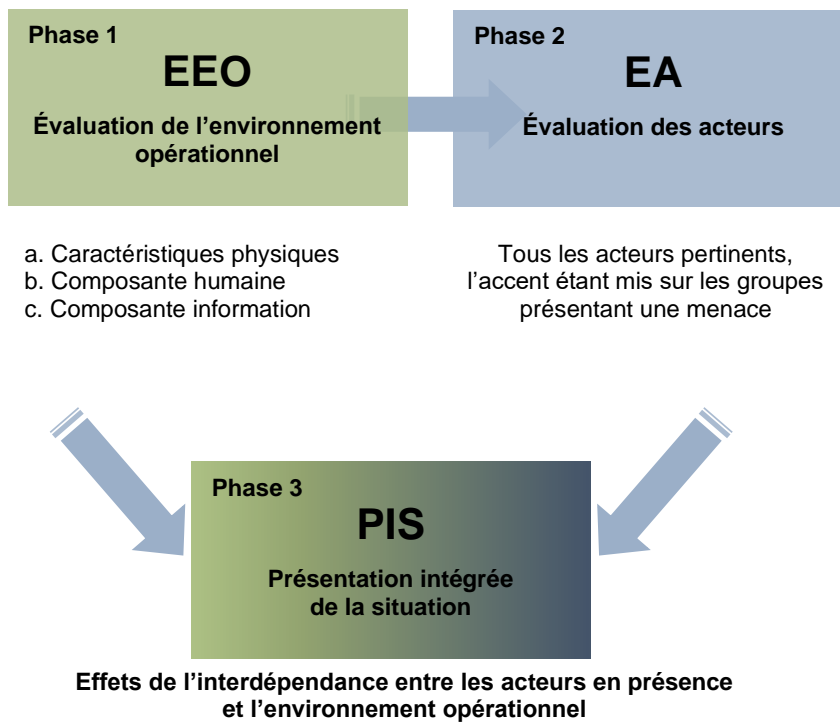 Phase 1
EEO
Évaluation de l’environnement
opérationnel
Phase 2
EA
Évaluation des acteurs
a. Caractéristiques physiques
b. Composante humaine
c. Composante information
Tous les acteurs pertinents,
l’accent étant mis sur les groupes
présentant une menace
Phase 3
PIS
Présentation intégrée
de la situation
Effets de l’interdépendance entre les acteurs en présence
et l’environnement opérationnel